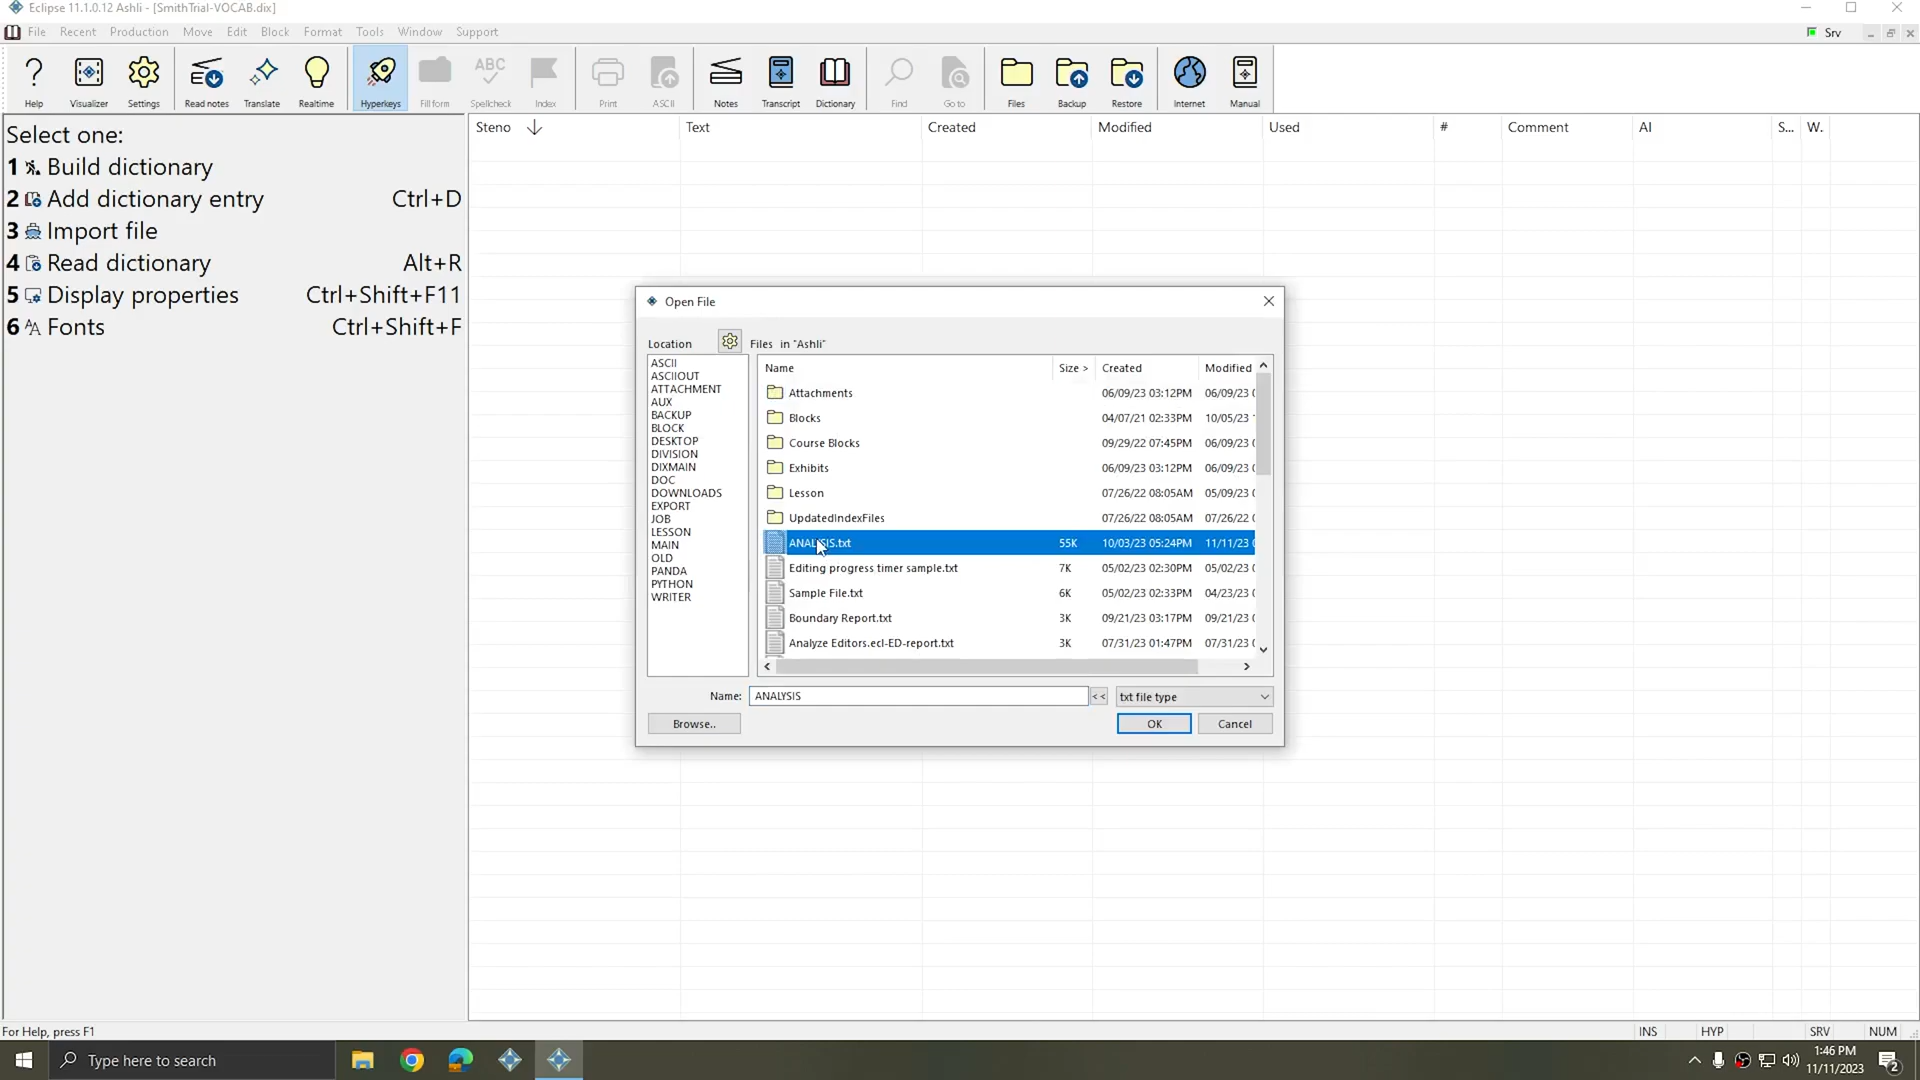 Eclipse 11.1.0.12 Ashli - [SmithTrial-VOCAB.dix]
File Recent Production Move Edit Block Format Tools Window Support Srv
Help Visualizer Settings Read notes Translate Realtime Hyperkeys Fill form Spellcheck Index Print ASCII Notes Transcript Dictionary Find Go to Files Backup Restore Internet Manual
Select one:
1 Build dictionary
2 Add dictionary entry Ctrl+D
3 Import file
4 Read dictionary Alt+R
5 Display properties Ctrl+Shift+F11
6 Fonts Ctrl+Shift+F
Steno Text Created Modified Used # Comment AI S... W.
Open File
Location Files in "Ashli"
ASCII
ASCIIOUT
ATTACHMENT
AUX
BACKUP
BLOCK
DESKTOP
DIVISION
DIXMAIN
DOC
DOWNLOADS
EXPORT
JOB
LESSON
MAIN
OLD
PANDA
PYTHON
WRITER
Name Size > Created Modified
Attachments 06/09/23 03:12PM 06/09/23
Blocks 04/07/21 02:33PM 10/05/23
Course Blocks 09/29/22 07:45PM 06/09/23
Exhibits 06/09/23 03:12PM 06/09/23
Lesson 07/26/22 08:05AM 05/09/23
UpdatedIndexFiles 07/26/22 08:05AM 07/26/22
ANALYSIS.txt 55K 10/03/23 05:24PM 11/11/23
Editing progress timer sample.txt 7K 05/02/23 02:30PM 05/02/23
Sample File.txt 6K 05/02/23 02:33PM 04/23/23
Boundary Report.txt 3K 09/21/23 03:17PM 09/21/23
Analyze Editors.ecl-ED-report.txt 3K 07/31/23 01:47PM 07/31/23
Name: ANALYSIS << txt file type
Browse.. OK Cancel
For Help, press F1 INS HYP SRV NUM
Type here to search
1:46 PM
11/11/2023
2